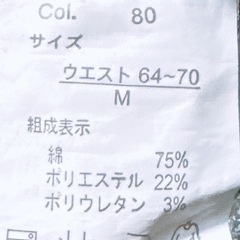 Col. 80
サイズ
ウエスト 64~70
M
組成表示
綿 75%
ポリエステル 22%
ポリウレタン 3%